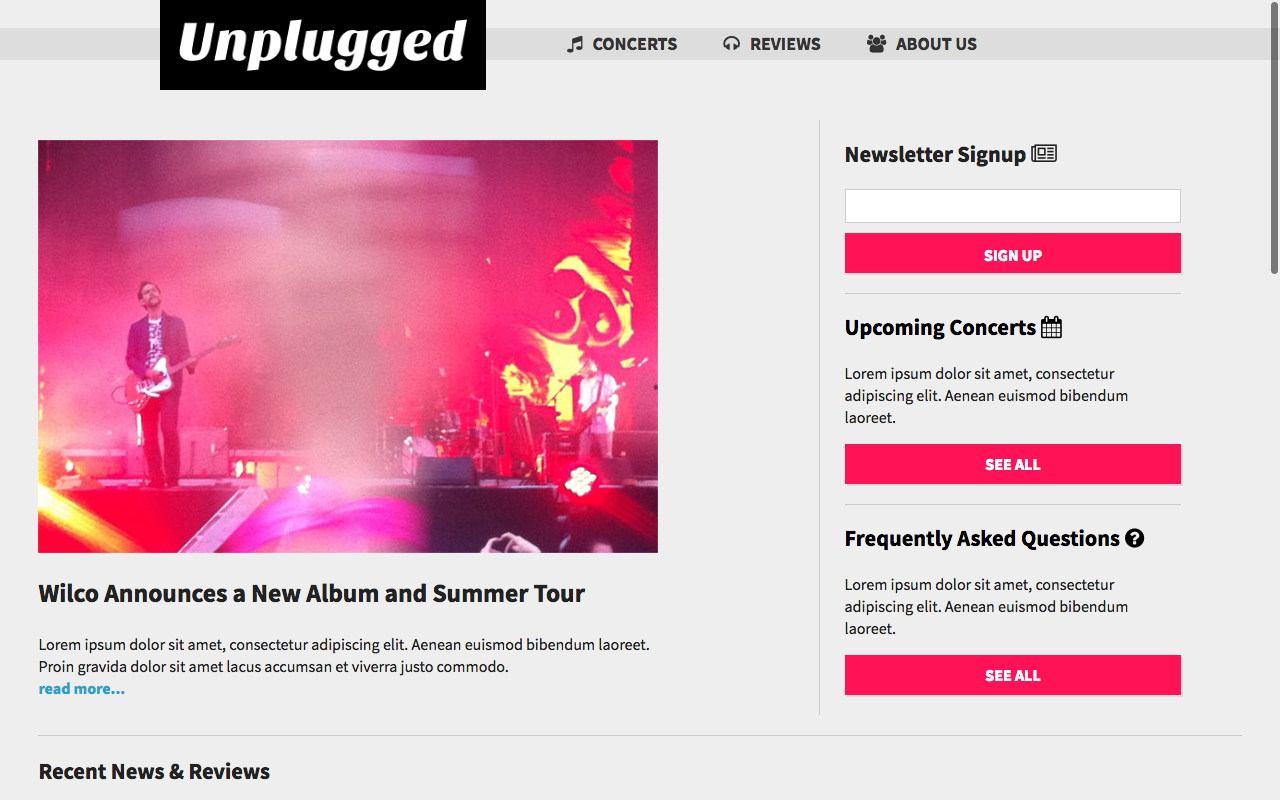 Unplugged
CONCERTS
REVIEWS
ABOUT US
Wilco Announces a New Album and Summer Tour
Lorem ipsum dolor sit amet, consectetur adipiscing elit. Aenean euismod bibendum laoreet.
Proin gravida dolor sit amet lacus accumsan et viverra justo commodo.
read more...
Newsletter Signup
SIGN UP
Upcoming Concerts
Lorem ipsum dolor sit amet, consectetur
adipiscing elit. Aenean euismod bibendum
laoreet.
SEE ALL
Frequently Asked Questions
Lorem ipsum dolor sit amet, consectetur
adipiscing elit. Aenean euismod bibendum
laoreet.
SEE ALL
Recent News & Reviews